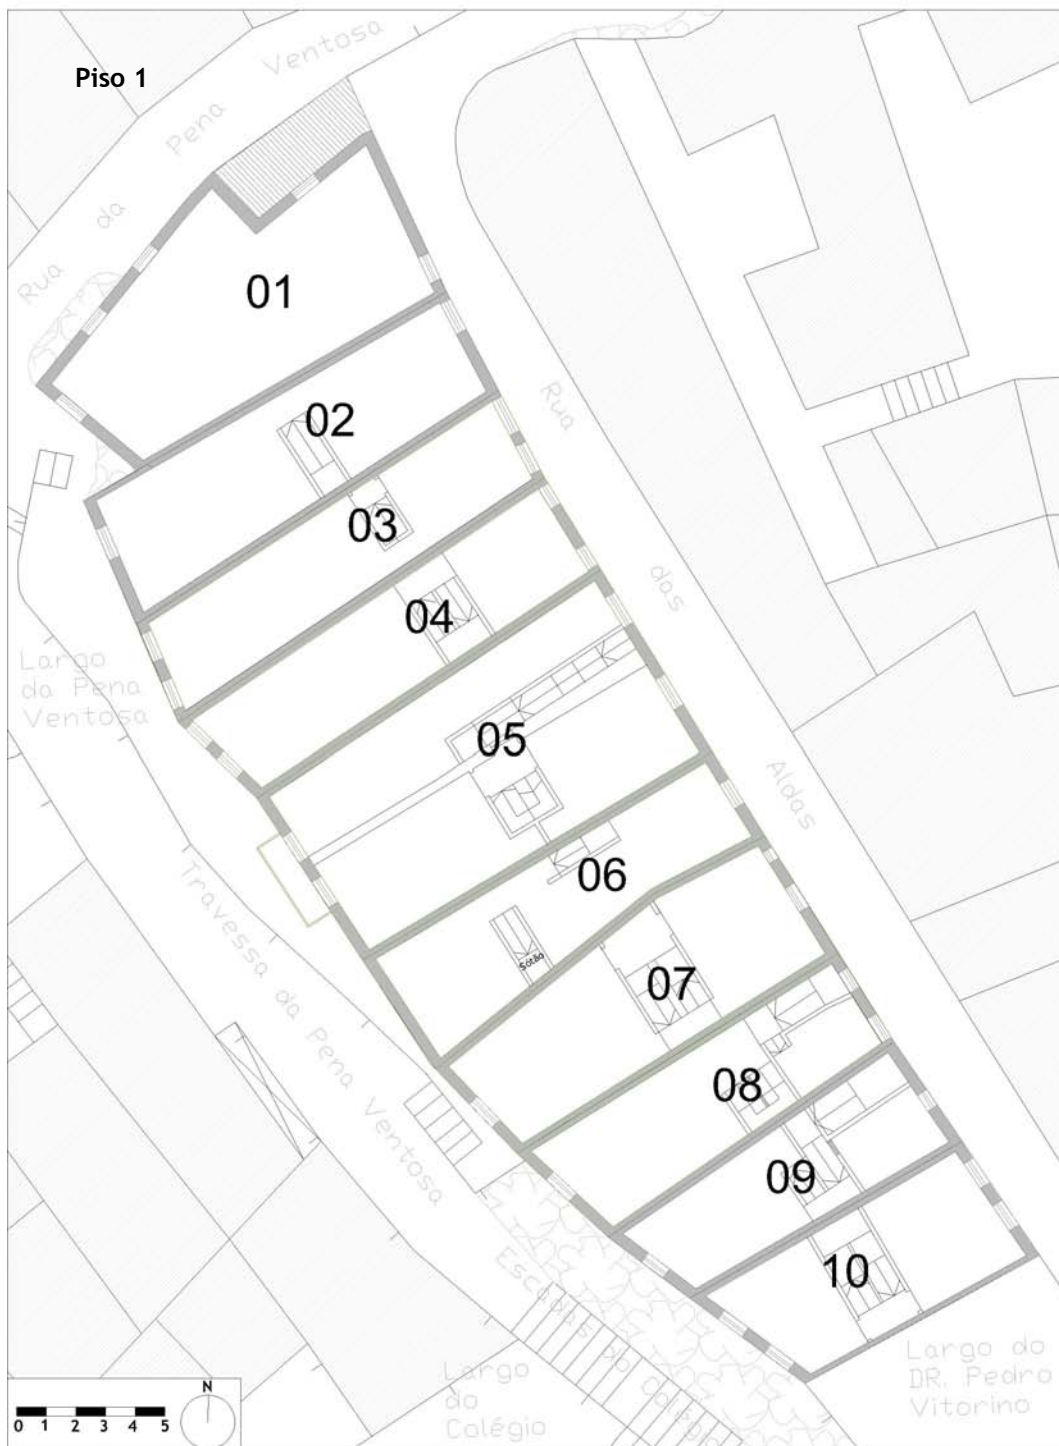 Piso 1
Rua da Pena Ventosa
01
02
Rua das Aldas
03
04
Largo
da Pena
Ventosa
05
06
Sótão
07
Travessa da Pena Ventosa
08
09
10
Escadas do Colégio
Largo
do
Colégio
Largo do
DR. Pedro
Vitorino
N
0 1 2 3 4 5